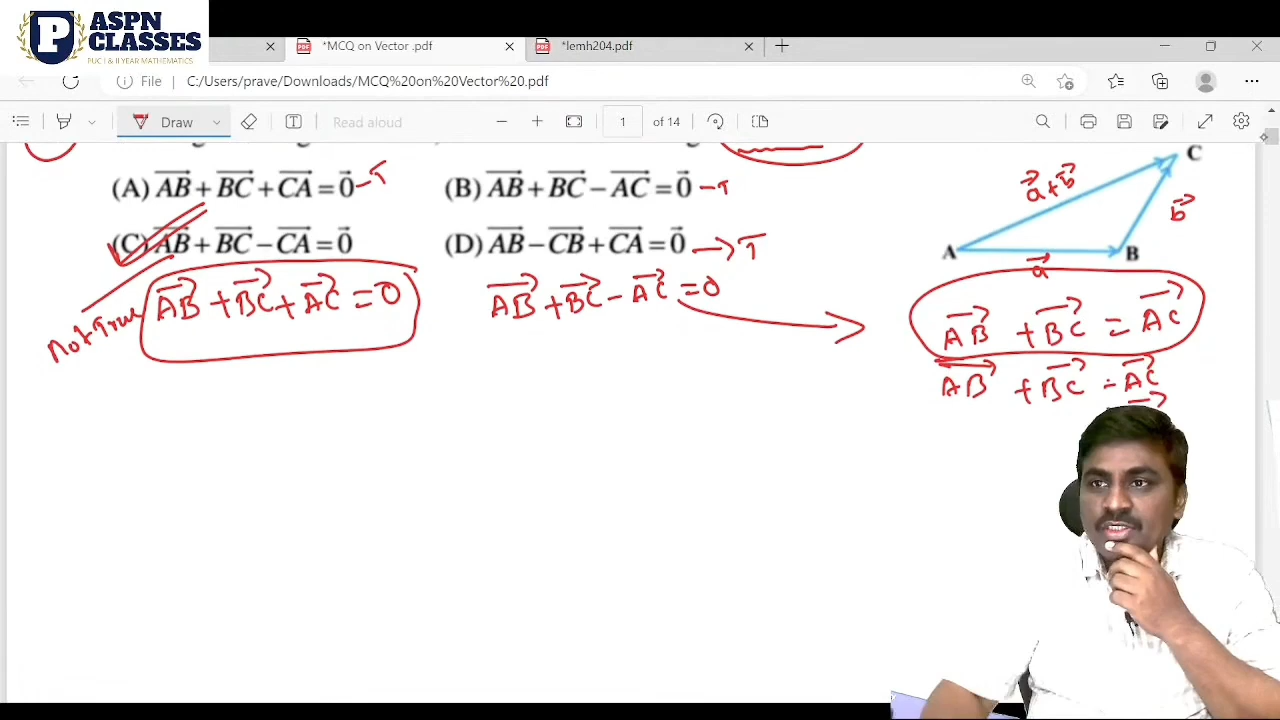 P ASPN CLASSES
PUC I & II YEAR MATHEMATICS
*MCQ on Vector .pdf
*lemh204.pdf
File C:/Users/prave/Downloads/MCQ%20on%20Vector%20.pdf
Draw Read aloud 1 of 14
(A) AB⃗ + BC⃗ + CA⃗ = 0⃗ –T
(B) AB⃗ + BC⃗ – AC⃗ = 0⃗ –T
(C) AB⃗ + BC⃗ – CA⃗ = 0⃗
(D) AB⃗ – CB⃗ + CA⃗ = 0⃗ → T
Not True
AB⃗ + BC⃗ + AC⃗ = 0⃗
AB⃗ + BC⃗ – AC⃗ = 0
C
a⃗ + b⃗
b⃗
A
B
a⃗
AB⃗ + BC⃗ = AC⃗
AB⃗ + BC⃗ = AC⃗